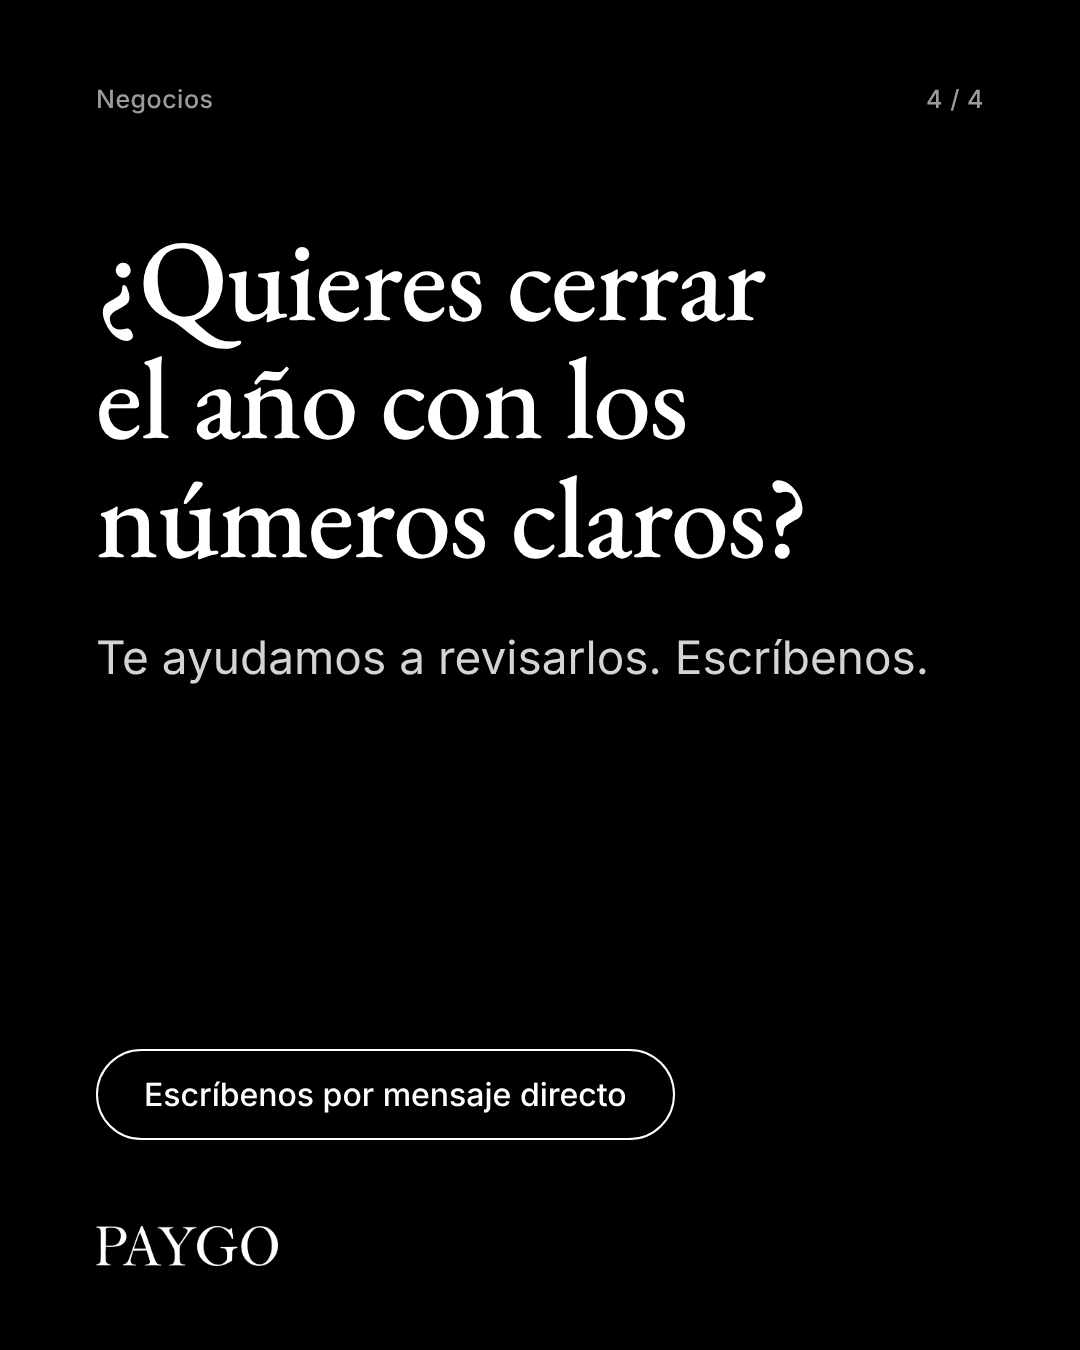 Negocios
4 / 4
¿Quieres cerrar
el año con los
números claros?
Te ayudamos a revisarlos. Escríbenos.
Escríbenos por mensaje directo
PAYGO